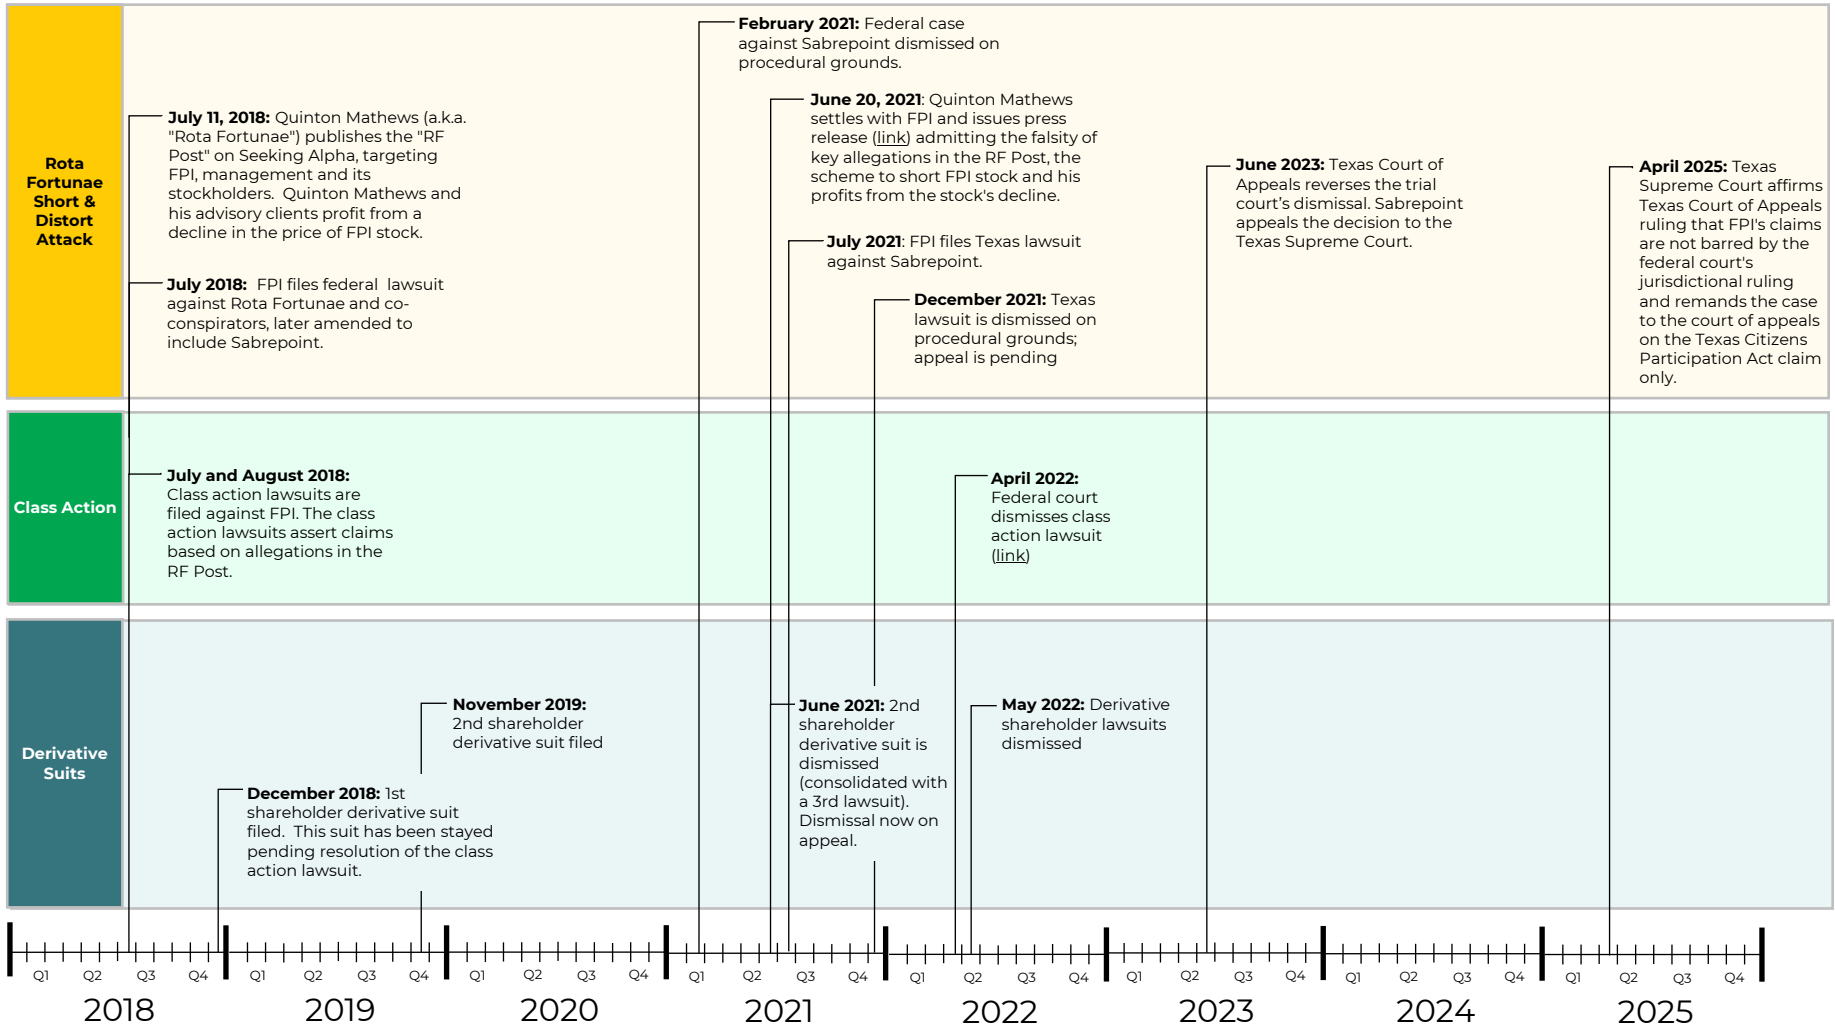 Rota
Fortunae
Short &
Distort
Attack
July 11, 2018: Quinton Mathews (a.k.a.
"Rota Fortunae") publishes the "RF
Post" on Seeking Alpha, targeting
FPI, management and its
stockholders.  Quinton Mathews and
his advisory clients profit from a
decline in the price of FPI stock.
July 2018:  FPI files federal  lawsuit
against Rota Fortunae and co-
conspirators, later amended to
include Sabrepoint.
February 2021: Federal case
against Sabrepoint dismissed on
procedural grounds.
June 20, 2021: Quinton Mathews
settles with FPI and issues press
release (link) admitting the falsity of
key allegations in the RF Post, the
scheme to short FPI stock and his
profits from the stock's decline.
July 2021: FPI files Texas lawsuit
against Sabrepoint.
December 2021: Texas
lawsuit is dismissed on
procedural grounds;
appeal is pending
June 2023: Texas Court of
Appeals reverses the trial
court’s dismissal. Sabrepoint
appeals the decision to the
Texas Supreme Court.
April 2025: Texas
Supreme Court affirms
Texas Court of Appeals
ruling that FPI's claims
are not barred by the
federal court's
jurisdictional ruling
and remands the case
to the court of appeals
on the Texas Citizens
Participation Act claim
only.
Class Action
July and August 2018:
Class action lawsuits are
filed against FPI. The class
action lawsuits assert claims
based on allegations in the
RF Post.
April 2022:
Federal court
dismisses class
action lawsuit
(link)
Derivative
Suits
December 2018: 1st
shareholder derivative suit
filed.  This suit has been stayed
pending resolution of the class
action lawsuit.
November 2019:
2nd shareholder
derivative suit filed
June 2021: 2nd
shareholder
derivative suit is
dismissed
(consolidated with
a 3rd lawsuit).
Dismissal now on
appeal.
May 2022: Derivative
shareholder lawsuits
dismissed
Q1 Q2 Q3 Q4 Q1 Q2 Q3 Q4 Q1 Q2 Q3 Q4 Q1 Q2 Q3 Q4 Q1 Q2 Q3 Q4 Q1 Q2 Q3 Q4 Q1 Q2 Q3 Q4 Q1 Q2 Q3 Q4
2018 2019 2020 2021 2022 2023 2024 2025